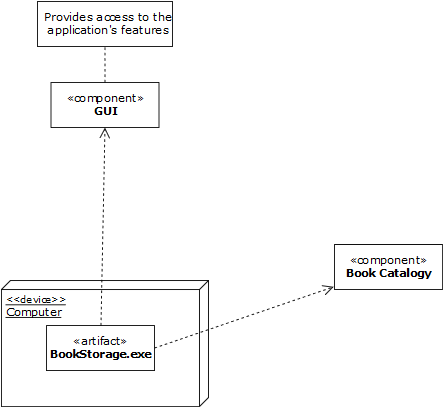 Provides access to the
application's features
«component»
GUI
«component»
Book Catalogy
<<device>>
Computer
«artifact»
BookStorage.exe